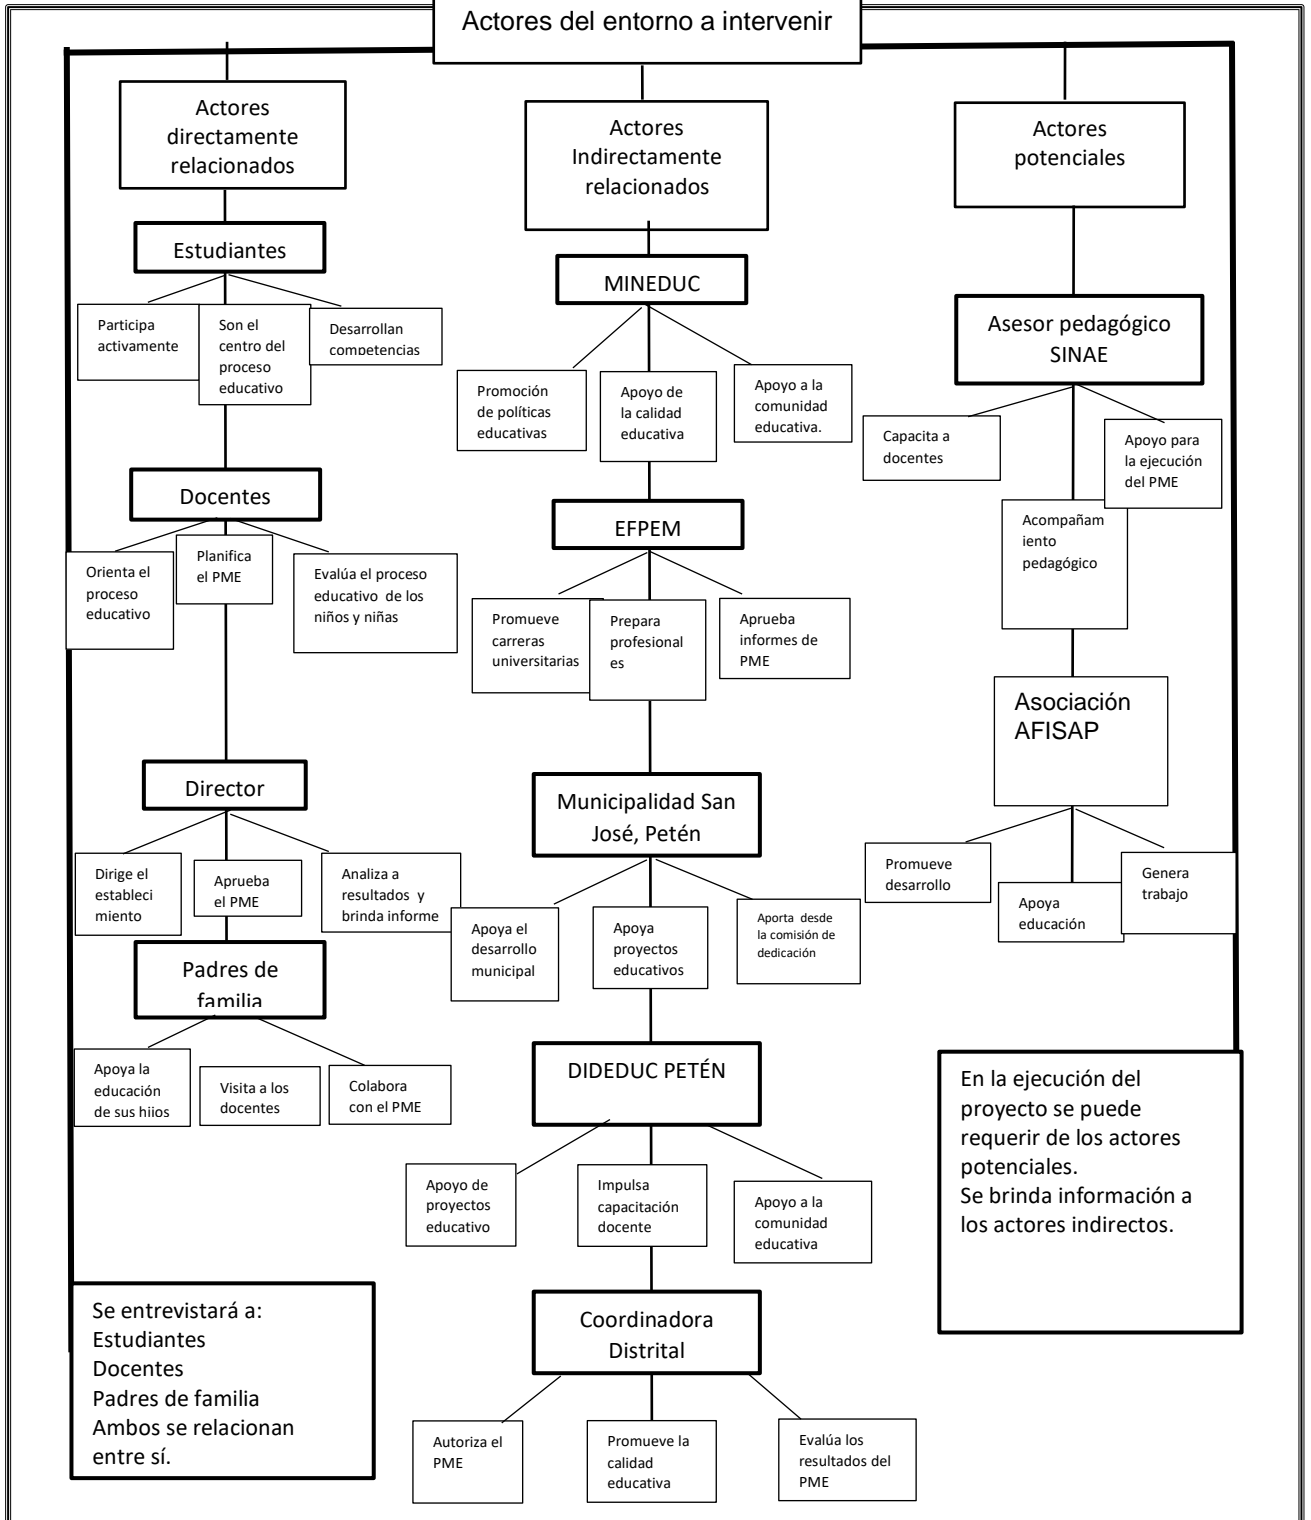 Actores del entorno a intervenir
Actores
directamente
relacionados
Estudiantes
Participa
activamente
Son el
centro del
proceso
educativo
Desarrollan
competencias
Docentes
Orienta el
proceso
educativo
Planifica
el PME
Evalúa el proceso
educativo  de los
niños y niñas
Director
Dirige el
estableci
miento
Aprueba
el PME
Analiza a
resultados  y
brinda informe
Padres de
familia
Apoya la
educación
de sus hijos
Visita a los
docentes
Colabora
con el PME
Se entrevistará a:
Estudiantes
Docentes
Padres de familia
Ambos se relacionan
entre sí.
Actores
Indirectamente
relacionados
MINEDUC
Promoción
de políticas
educativas
Apoyo de
la calidad
educativa
Apoyo a la
comunidad
educativa.
EFPEM
Promueve
carreras
universitarias
Prepara
profesional
es
Aprueba
informes de
PME
Municipalidad San
José, Petén
Apoya el
desarrollo
municipal
Apoya
proyectos
educativos
Aporta  desde
la comisión de
dedicación
DIDEDUC PETÉN
Apoyo de
proyectos
educativo
Impulsa
capacitación
docente
Apoyo a la
comunidad
educativa
Coordinadora
Distrital
Autoriza el
PME
Promueve la
calidad
educativa
Evalúa los
resultados del
PME
Actores
potenciales
Asesor pedagógico
SINAE
Capacita a
docentes
Acompañam
iento
pedagógico
Apoyo para
la ejecución
del PME
Asociación
AFISAP
Promueve
desarrollo
Apoya
educación
Genera
trabajo
En la ejecución del
proyecto se puede
requerir de los actores
potenciales.
Se brinda información a
los actores indirectos.